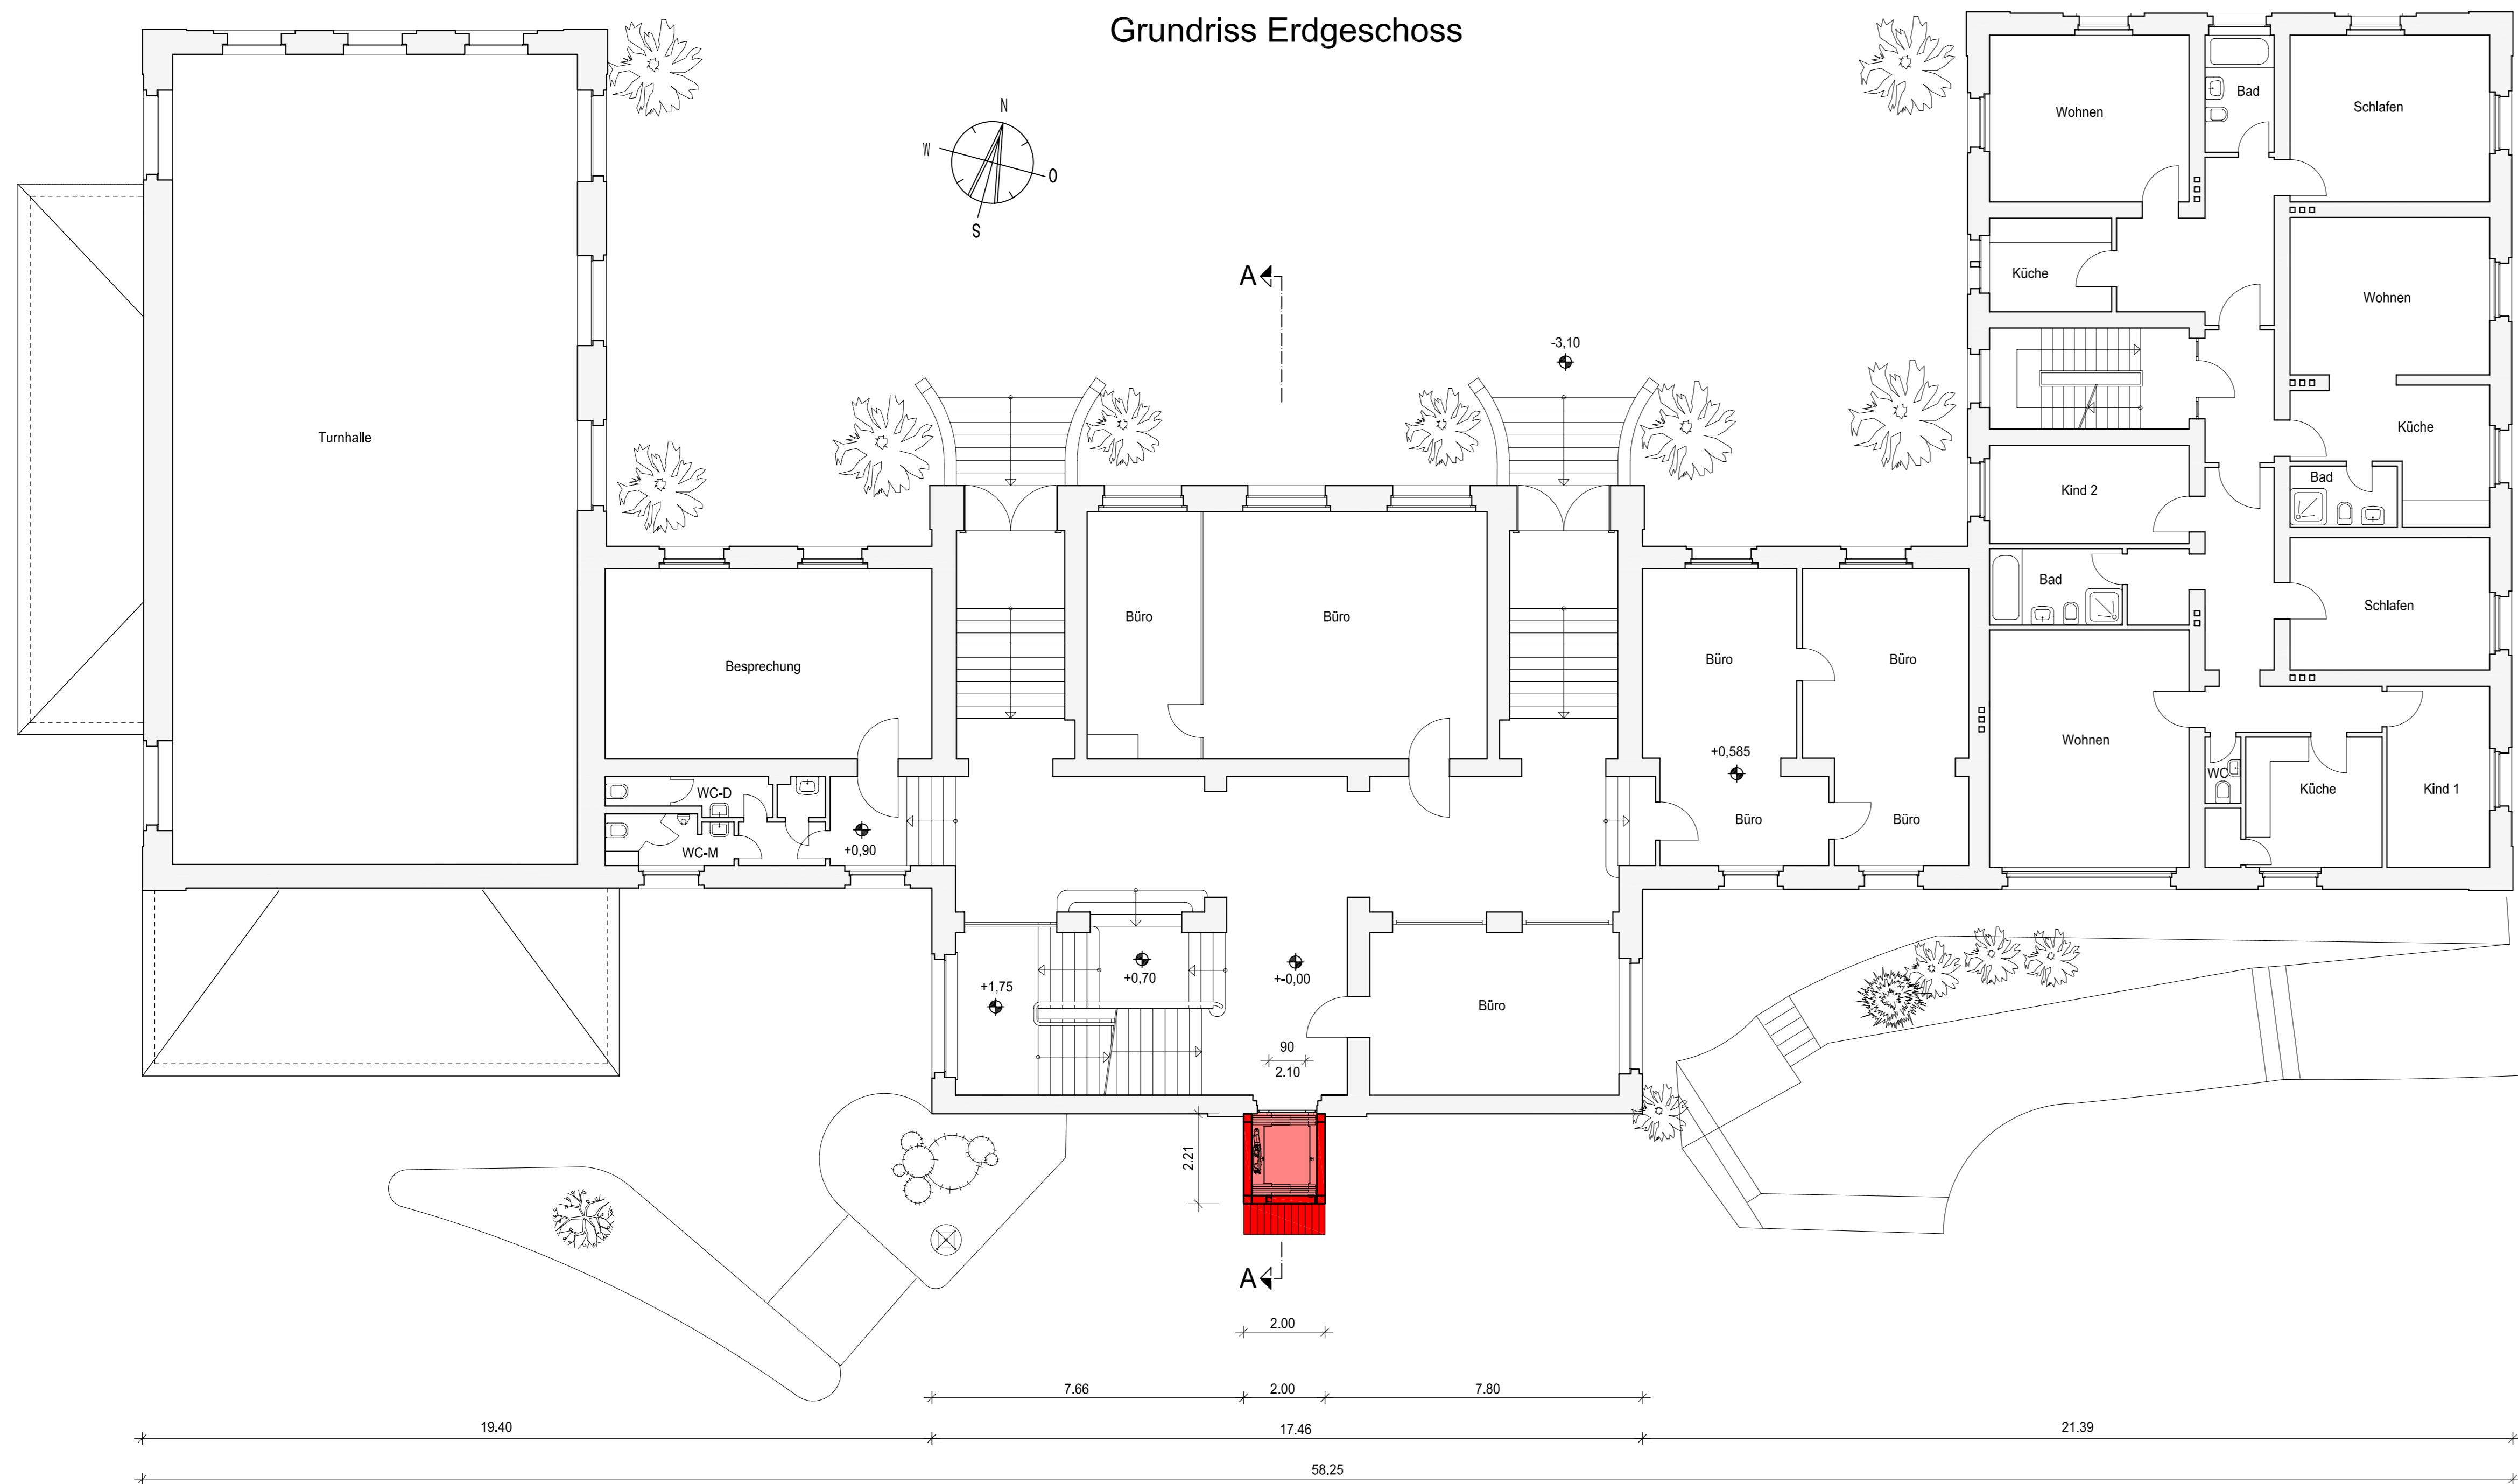 Grundriss Erdgeschoss
N
W
O
S
A
-3,10
Turnhalle
Wohnen
Bad
Schlafen
Küche
Wohnen
Küche
Kind 2
Bad
Bad
Schlafen
Büro
Büro
Besprechung
Büro
Büro
+0,585
Wohnen
WC-D
WC
Küche
Kind 1
Büro
Büro
WC-M
+0,90
+1,75
+0,70
+-0,00
Büro
90
2.10
2.21
A
2.00
7.66
2.00
7.80
19.40
17.46
21.39
58.25